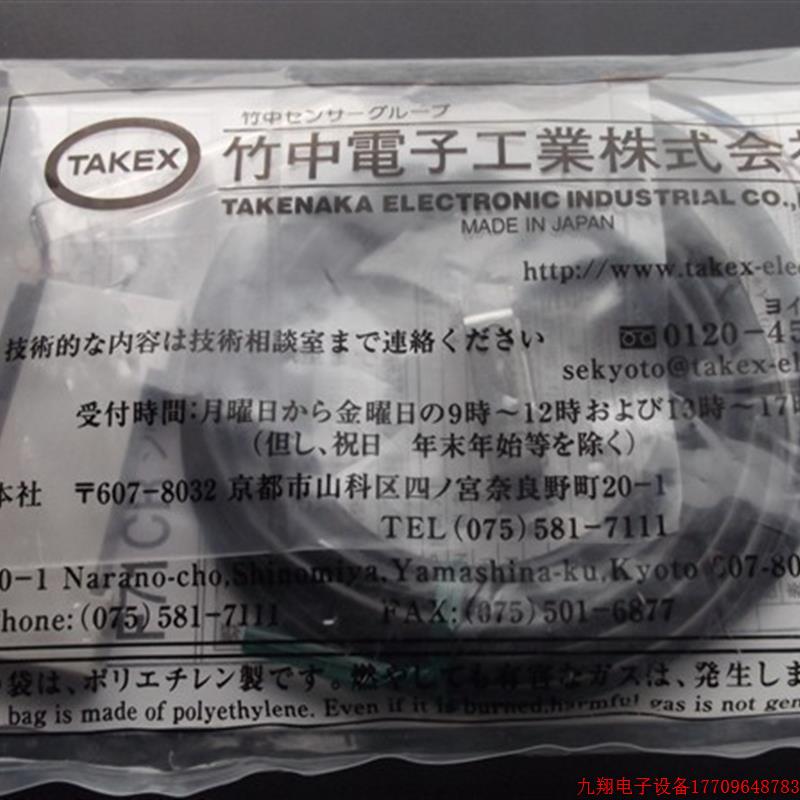 竹中センサーグループ
TAKEX 竹中電子工業株式会
TAKENAKA ELECTRONIC INDUSTRIAL CO.,
MADE IN JAPAN
http://www.takex-ele
ヨイ
技術的な内容は技術相談室まで連絡ください 0120-45
sekyoto@takex-el
受付時間:月曜日から金曜日の9時〜12時および13時〜17
(但し、祝日 年末年始等を除く)
本社 〒607-8032 京都市山科区四ノ宮奈良野町20-1
TEL(075)581-7111
0-1 Narano-cho,Shinomiya,Yamashina-ku,Kyoto 607-80
hone:(075)581-7111 FAX:(075)501-6877
袋は、ポリエチレン製です。燃やしても有害なガスは、発生しま
bag is made of polyethylene. Even if it is burned,harmful gas is not gen
九翔电子设备17709648783